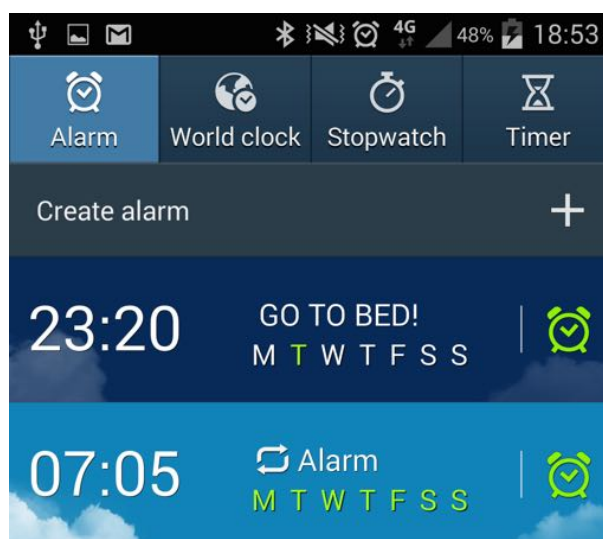 4G 48% 18:53
Alarm World clock Stopwatch Timer
Create alarm +
23:20 GO TO BED!
M T W T F S S
07:05 Alarm
M T W T F S S